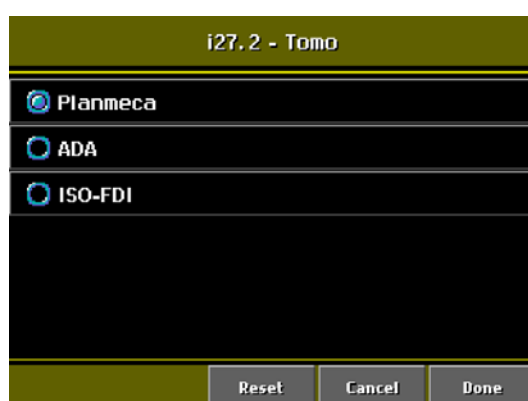 i27.2 - Tomo
Planmeca
ADA
ISO-FDI
Reset Cancel Done